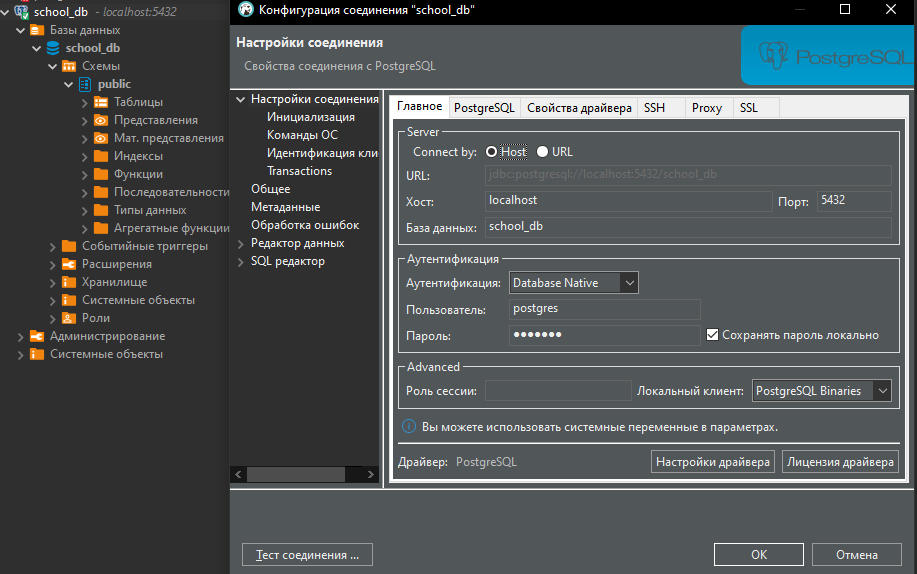 school_db - localhost:5432
Базы данных
school_db
Схемы
public
Таблицы
Представления
Мат. представления
Индексы
Функции
Последовательности
Типы данных
Агрегатные функции
Событийные триггеры
Расширения
Хранилище
Системные объекты
Роли
Администрирование
Системные объекты
Конфигурация соединения "school_db"
Настройки соединения
Свойства соединения с PostgreSQL
PostgreSQL
Настройки соединения
Инициализация
Команды ОС
Идентификация кли
Transactions
Общее
Метаданные
Обработка ошибок
Редактор данных
SQL редактор
Главное PostgreSQL Свойства драйвера SSH Proxy SSL
Server
Connect by: Host URL
URL: jdbc:postgresql://localhost:5432/school_db
Хост: localhost Порт: 5432
База данных: school_db
Аутентификация
Аутентификация: Database Native
Пользователь: postgres
Пароль: ●●●●●●● Сохранять пароль локально
Advanced
Роль сессии: Локальный клиент: PostgreSQL Binaries
Вы можете использовать системные переменные в параметрах.
Драйвер: PostgreSQL Настройки драйвера Лицензия драйвера
Тест соединения ... ОК Отмена